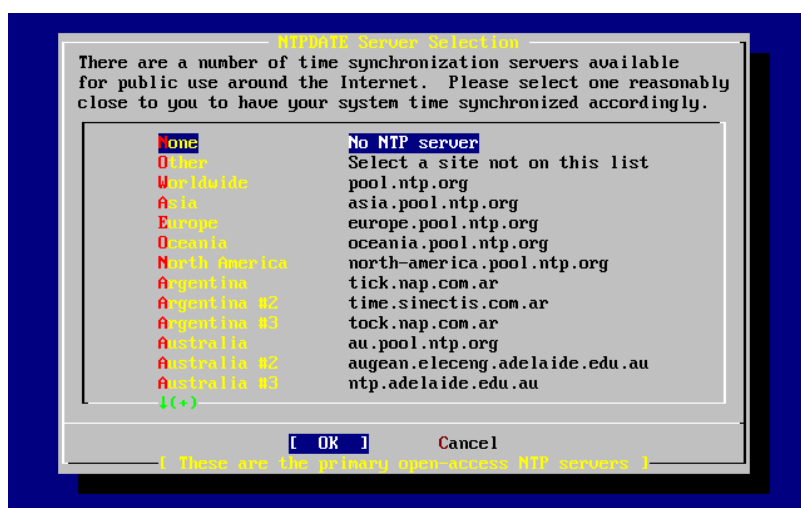 NTPDATE Server Selection
There are a number of time synchronization servers available
for public use around the Internet. Please select one reasonably
close to you to have your system time synchronized accordingly.
None No NTP server
Other Select a site not on this list
Worldwide pool.ntp.org
Asia asia.pool.ntp.org
Europe europe.pool.ntp.org
Oceania oceania.pool.ntp.org
North America north-america.pool.ntp.org
Argentina tick.nap.com.ar
Argentina #2 time.sinectis.com.ar
Argentina #3 tock.nap.com.ar
Australia au.pool.ntp.org
Australia #2 augean.eleceng.adelaide.edu.au
Australia #3 ntp.adelaide.edu.au
↓(+)
[ OK ] Cancel
[ These are the primary open-access NTP servers ]